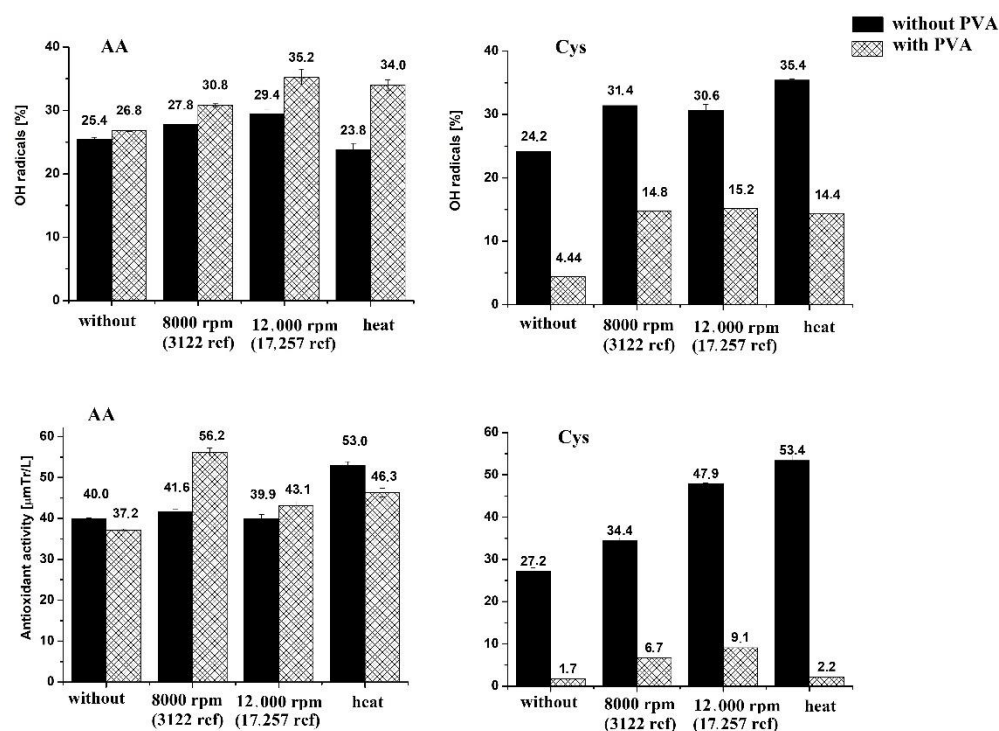 without PVA
with PVA
AA
OH radicals [%]
40
30
20
10
0
25.4
26.8
27.8
30.8
29.4
35.2
23.8
34.0
without
8000 rpm
(3122 rcf)
12.000 rpm
(17,257 rcf)
heat
Cys
OH radicals [%]
40
30
20
10
0
24.2
4.44
31.4
14.8
30.6
15.2
35.4
14.4
without
8000 rpm
(3122 rcf)
12.000 rpm
(17.257 rcf)
heat
AA
Antioxidant activity [µmTr/L]
60
50
40
30
20
10
0
40.0
37.2
41.6
56.2
39.9
43.1
53.0
46.3
without
8000 rpm
(3122 rcf)
12.000 rpm
(17.257 rcf)
heat
Cys
60
50
40
30
20
10
0
27.2
1.7
34.4
6.7
47.9
9.1
53.4
2.2
without
8000 rpm
(3122 rcf)
12.000 rpm
(17.257 rcf)
heat